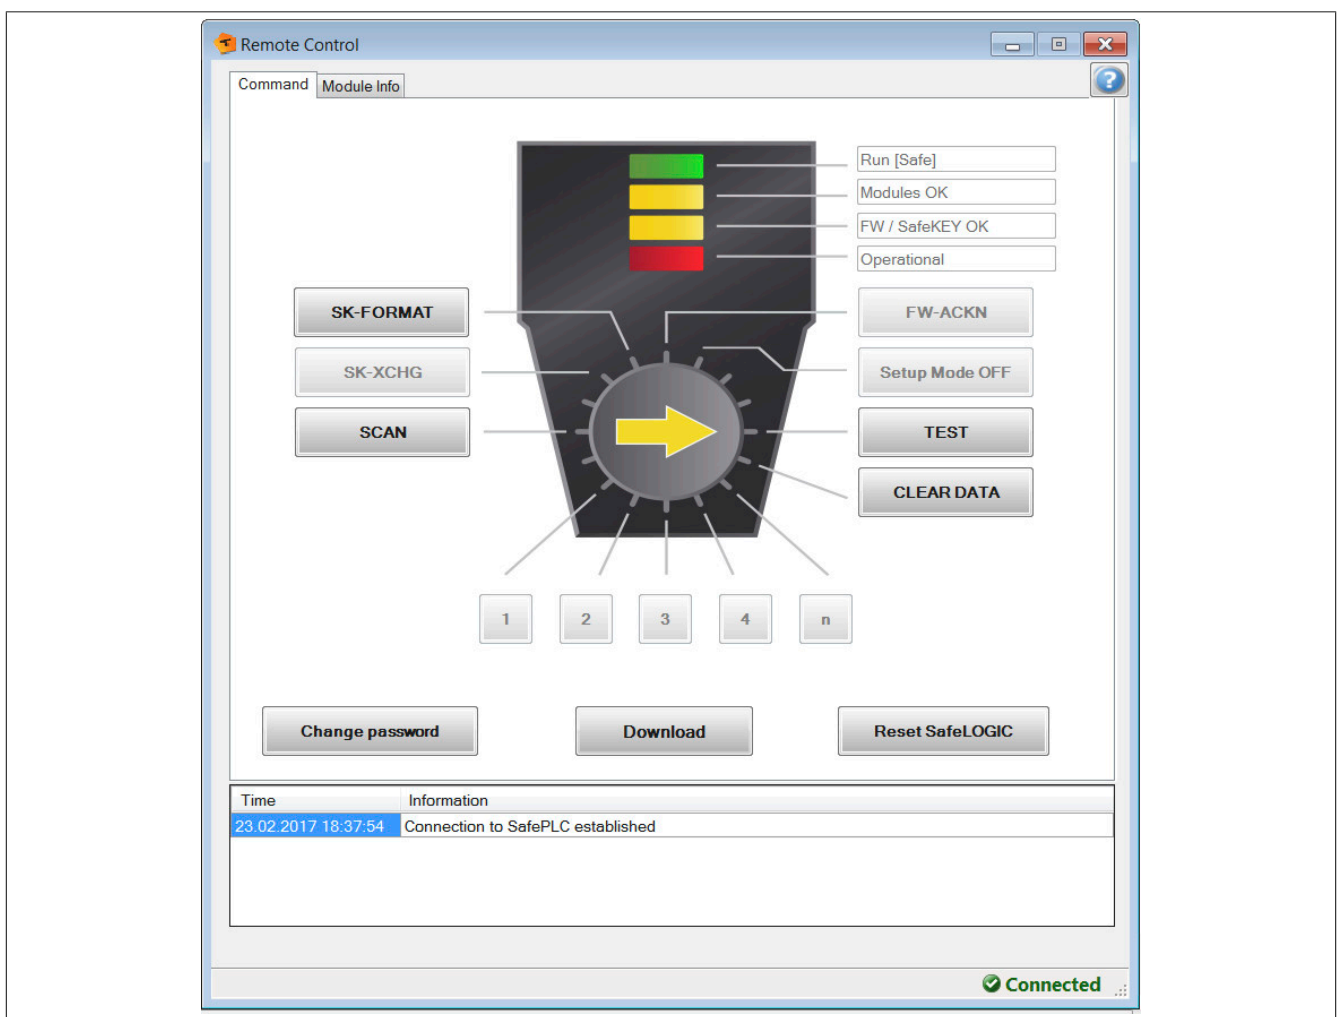 Remote Control
Command
Module Info
Run [Safe]
Modules OK
FW / SafeKEY OK
Operational
SK-FORMAT
FW-ACKN
SK-XCHG
Setup Mode OFF
SCAN
TEST
CLEAR DATA
1
2
3
4
n
Change password
Download
Reset SafeLOGIC
Time Information
23.02.2017 18:37:54 Connection to SafePLC established
Connected